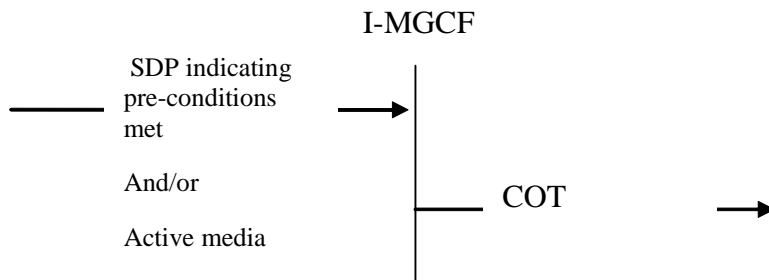 I-MGCF
SDP indicating
pre-conditions
met
And/or
COT
Active media